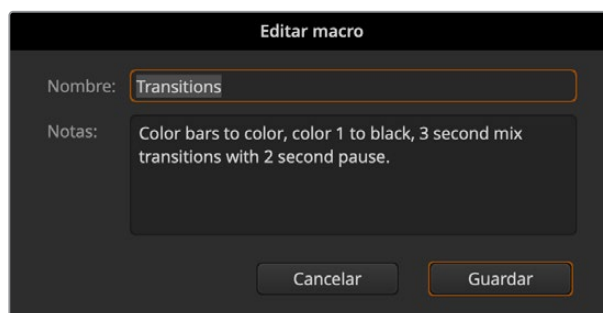 Editar macro
Nombre: Transitions
Notas: Color bars to color, color 1 to black, 3 second mix
transitions with 2 second pause.
Cancelar Guardar